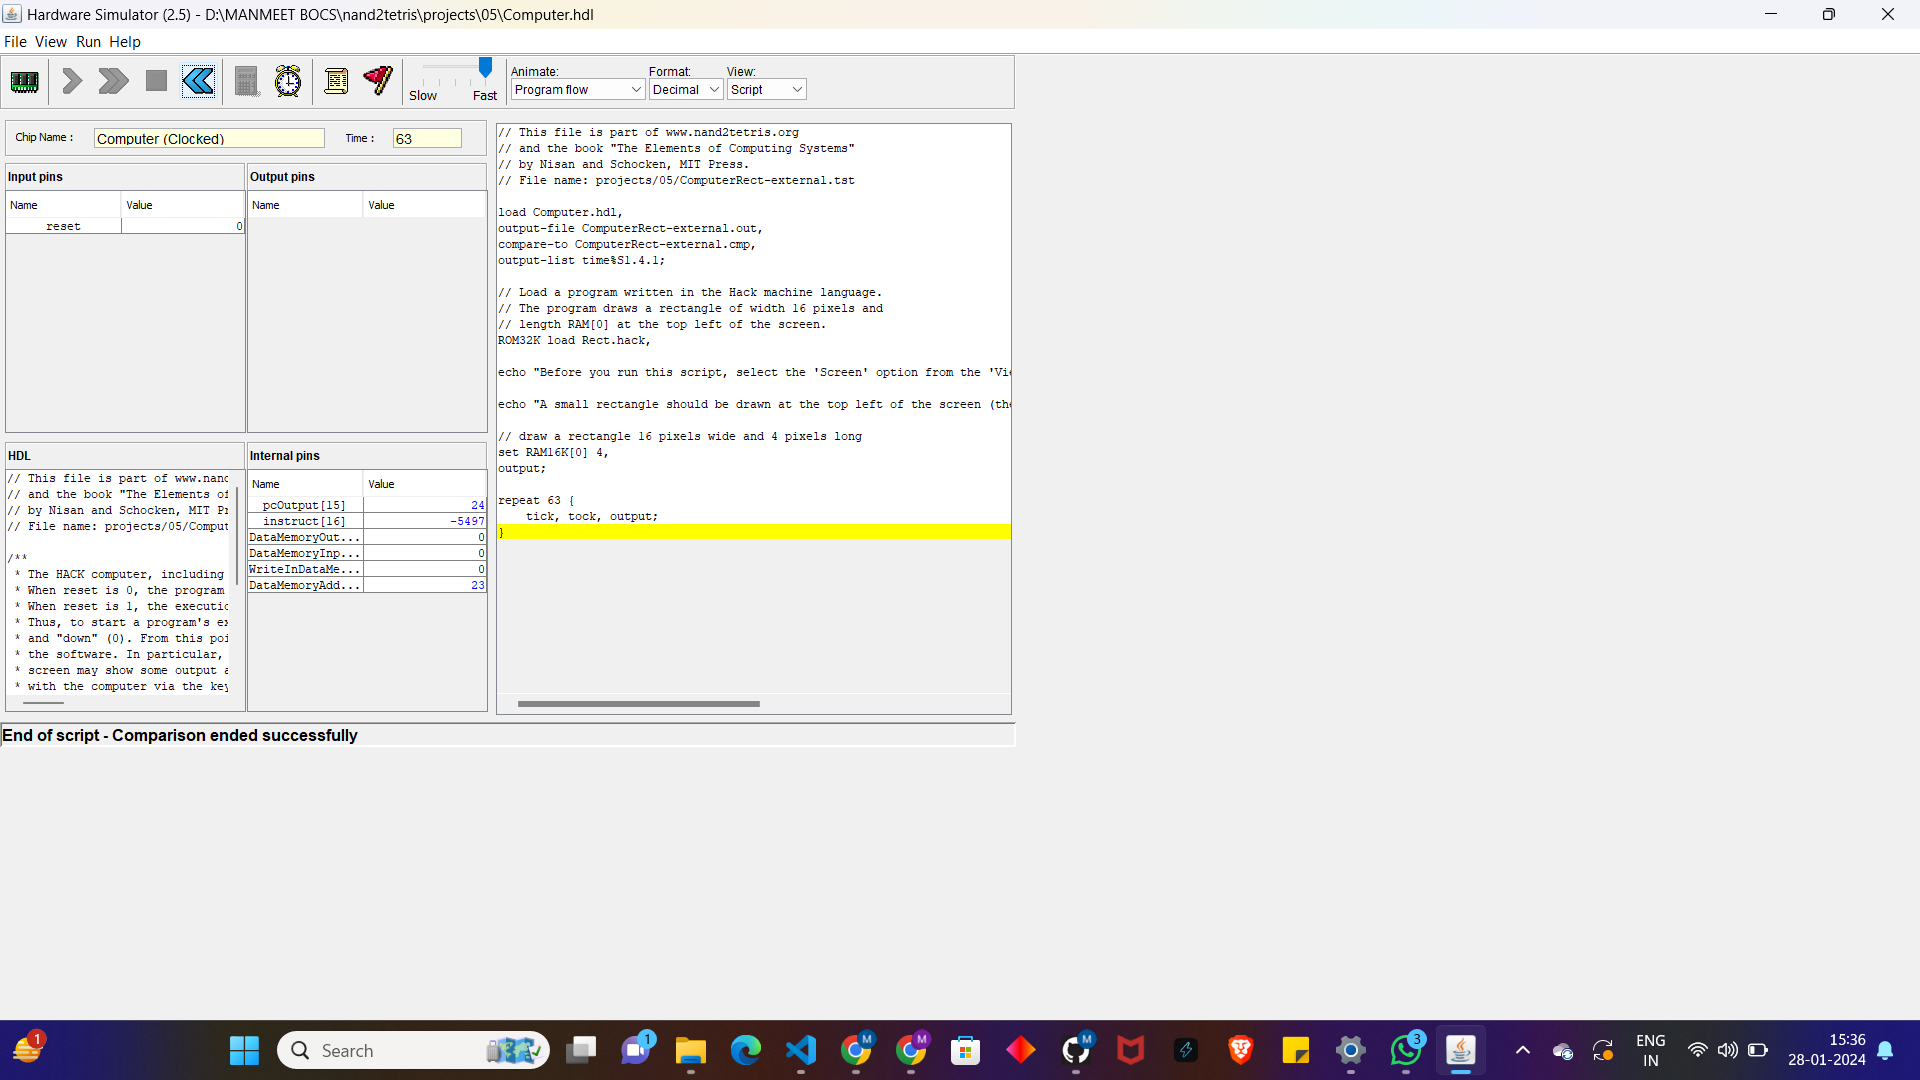 Hardware Simulator (2.5) - D:\MANMEET BOCS\nand2tetris\projects\05\Computer.hdl
File View Run Help
Slow Fast
Animate: Format: View:
Program flow Decimal Script
Chip Name : Computer (Clocked) Time : 63
Input pins
Name Value
reset 0
Output pins
Name Value
HDL
// This file is part of www.nand
// and the book "The Elements of
// by Nisan and Schocken, MIT Pr
// File name: projects/05/Comput
/**
* The HACK computer, including
* When reset is 0, the program
* When reset is 1, the executio
* Thus, to start a program's ex
* and "down" (0). From this poi
* the software. In particular,
* screen may show some output a
* with the computer via the key
Internal pins
Name Value
pcOutput[15] 24
instruct[16] -5497
DataMemoryOut... 0
DataMemoryInp... 0
WriteInDataMe... 0
DataMemoryAdd... 23
// This file is part of www.nand2tetris.org
// and the book "The Elements of Computing Systems"
// by Nisan and Schocken, MIT Press.
// File name: projects/05/ComputerRect-external.tst
load Computer.hdl,
output-file ComputerRect-external.out,
compare-to ComputerRect-external.cmp,
output-list time%S1.4.1;
// Load a program written in the Hack machine language.
// The program draws a rectangle of width 16 pixels and
// length RAM[0] at the top left of the screen.
ROM32K load Rect.hack,
echo "Before you run this script, select the 'Screen' option from the 'Vie
echo "A small rectangle should be drawn at the top left of the screen (the
// draw a rectangle 16 pixels wide and 4 pixels long
set RAM16K[0] 4,
output;
repeat 63 {
tick, tock, output;
}
End of script - Comparison ended successfully
1
Search
1
M
M
M
3
ENG
IN
15:36
28-01-2024